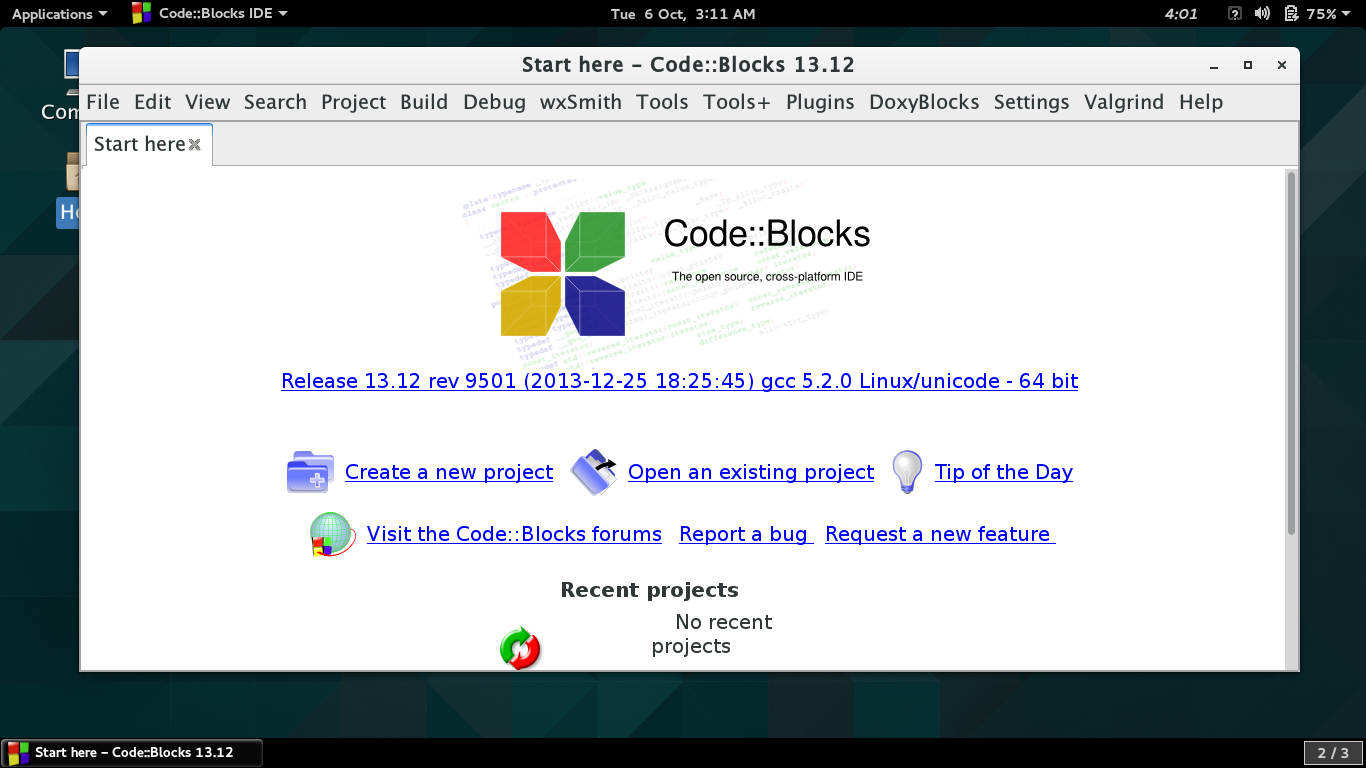 Applications Code::Blocks IDE Tue 6 Oct, 3:11 AM 4:01 75%
Start here – Code::Blocks 13.12
File Edit View Search Project Build Debug wxSmith Tools Tools+ Plugins DoxyBlocks Settings Valgrind Help
Start here
Code::Blocks
The open source, cross-platform IDE
Release 13.12 rev 9501 (2013-12-25 18:25:45) gcc 5.2.0 Linux/unicode - 64 bit
Create a new project Open an existing project Tip of the Day
Visit the Code::Blocks forums Report a bug Request a new feature
Recent projects
No recent
projects
Start here – Code::Blocks 13.12 2 / 3